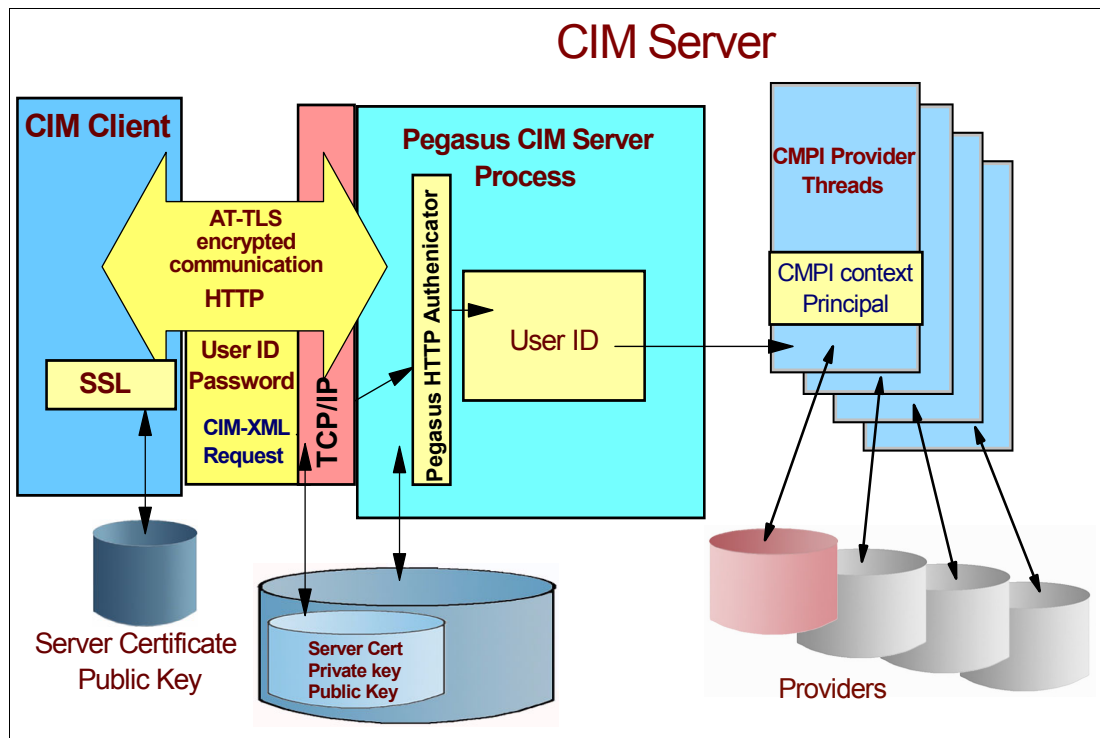 CIM Server
CIM Client
AT-TLS
encrypted
communication
HTTP
SSL
User ID
Password
CIM-XML
Request
TCP/IP
Pegasus CIM Server
Process
Pegasus HTTP Authenicator
User ID
CMPI Provider
Threads
CMPI context
Principal
Server Certificate
Public Key
Server Cert
Private key
Public Key
Providers